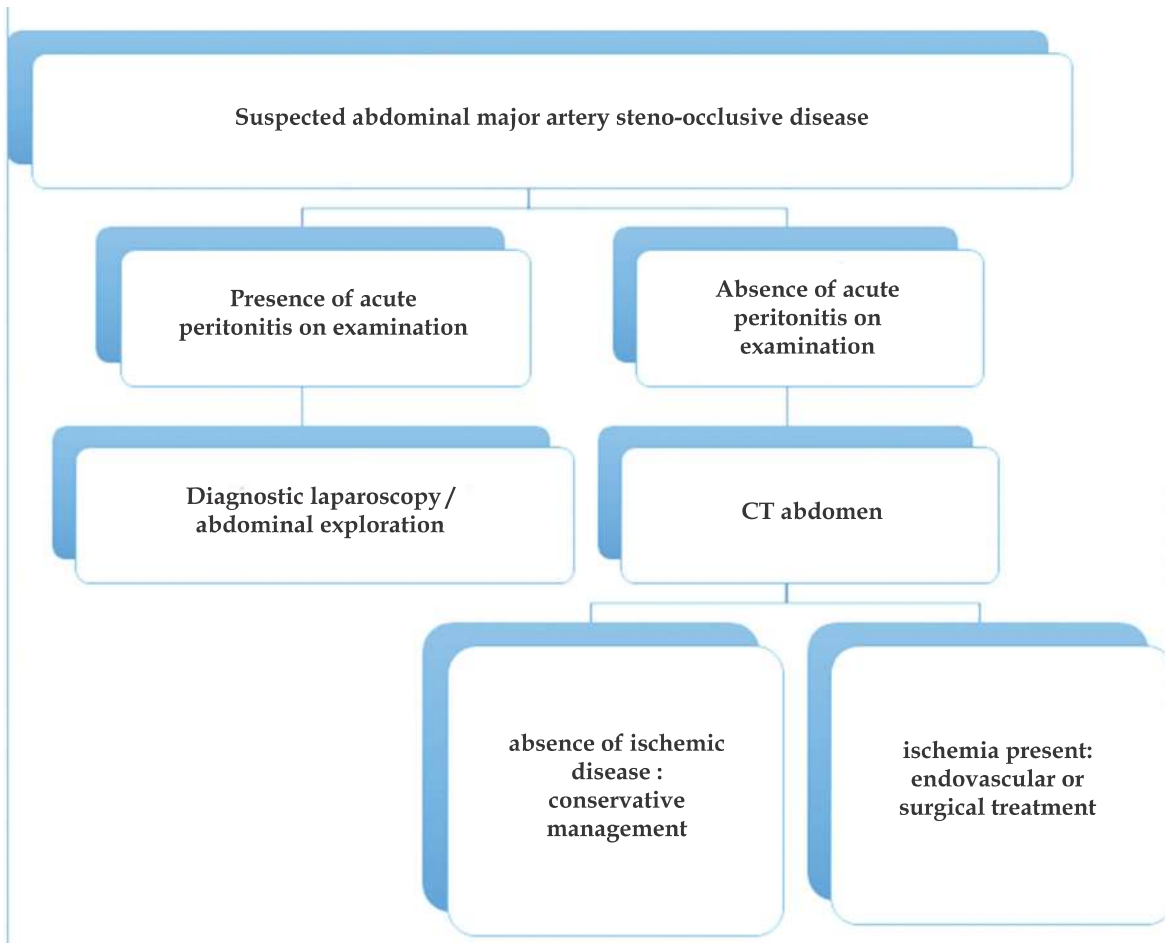 Suspected abdominal major artery steno-occlusive disease
Presence of acute
peritonitis on examination
Absence of acute
peritonitis on
examination
Diagnostic laparoscopy /
abdominal exploration
CT abdomen
absence of ischemic
disease :
conservative
management
ischemia present:
endovascular or
surgical treatment